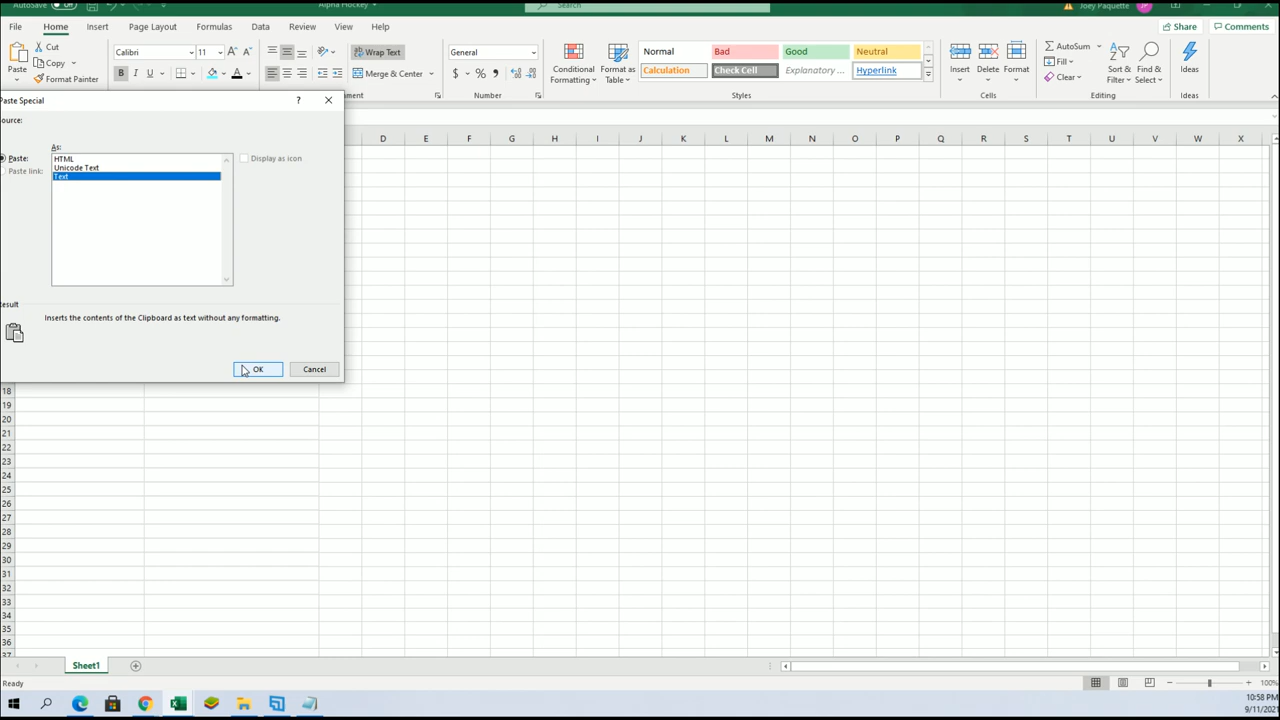 AutoSave Off Alpha Hockey Search Joey Paquette JP
File Home Insert Page Layout Formulas Data Review View Help Share Comments
Paste Cut Copy Format Painter
Calibri 11
B I U
Wrap Text
Merge & Center
General
$ % ,
Conditional Formatting Format as Table
Normal Bad Good Neutral
Calculation Check Cell Explanatory ... Hyperlink
Insert Delete Format
AutoSum Fill Clear
Sort & Filter Find & Select
Ideas
Number Styles Cells Editing Ideas
Paste Special ? ×
Source:
As:
Paste:
Paste link:
HTML
Unicode Text
Text
Display as icon
Result
Inserts the contents of the Clipboard as text without any formatting.
OK Cancel
D E F G H I J K L M N O P Q R S T U V W X
18
19
20
21
22
23
24
25
26
27
28
29
30
31
32
33
34
35
36
37
Sheet1
Ready 100%
10:58 PM
9/11/2021